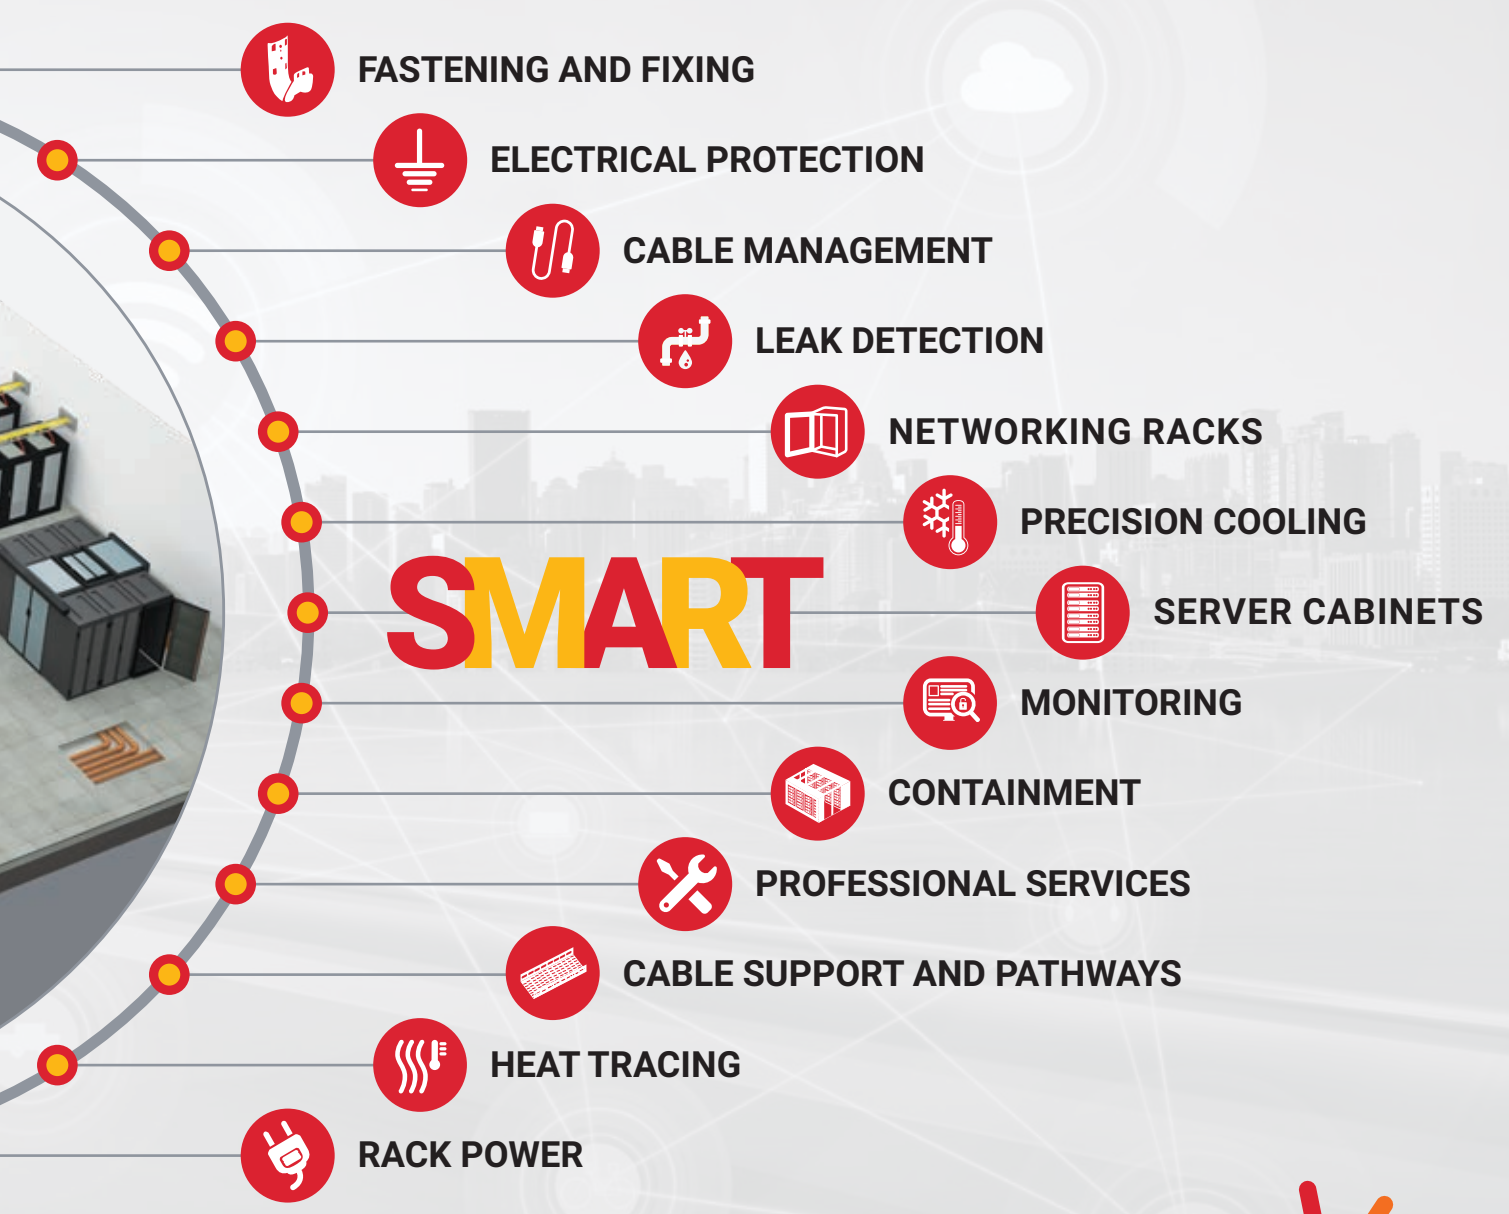 FASTENING AND FIXING
ELECTRICAL PROTECTION
CABLE MANAGEMENT
LEAK DETECTION
NETWORKING RACKS
PRECISION COOLING
SMART
SERVER CABINETS
MONITORING
CONTAINMENT
PROFESSIONAL SERVICES
CABLE SUPPORT AND PATHWAYS
HEAT TRACING
RACK POWER